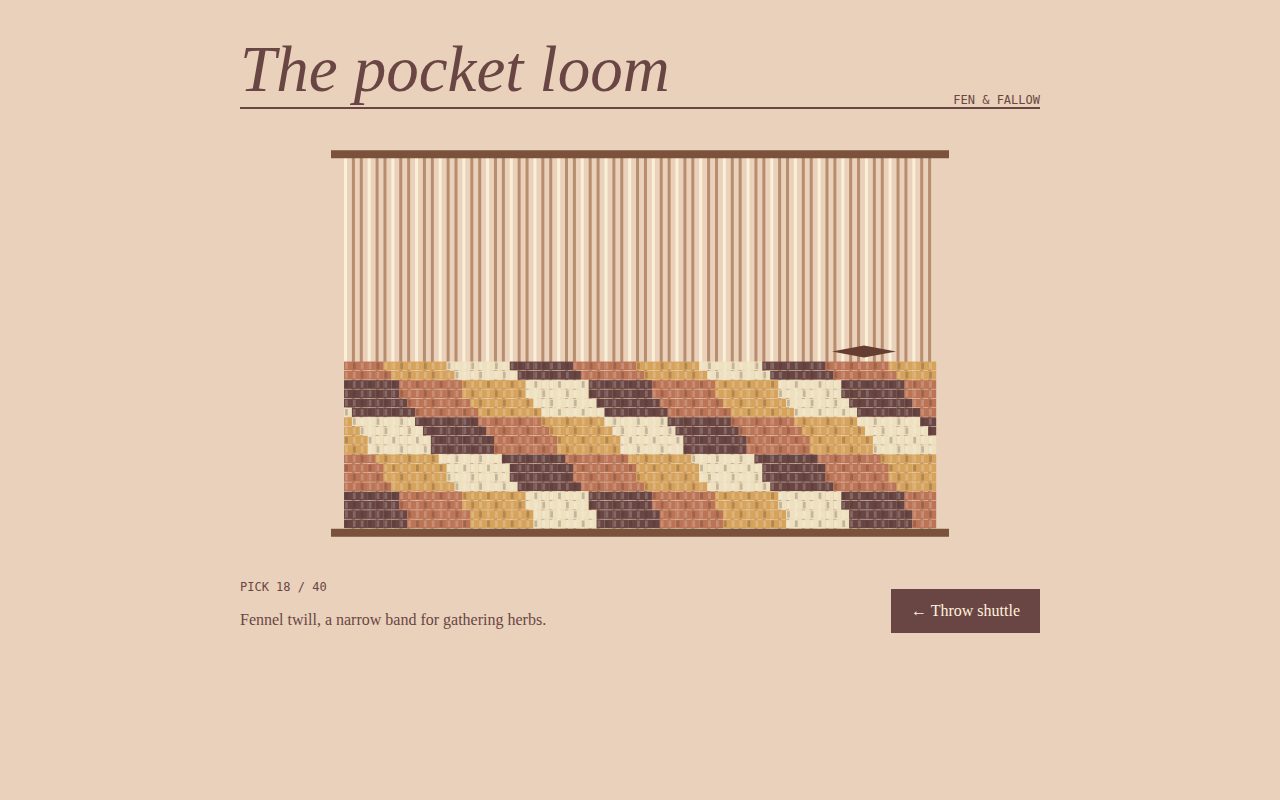 The pocket loom
FEN & FALLOW
PICK 18 / 40
Fennel twill, a narrow band for gathering herbs.
← Throw shuttle